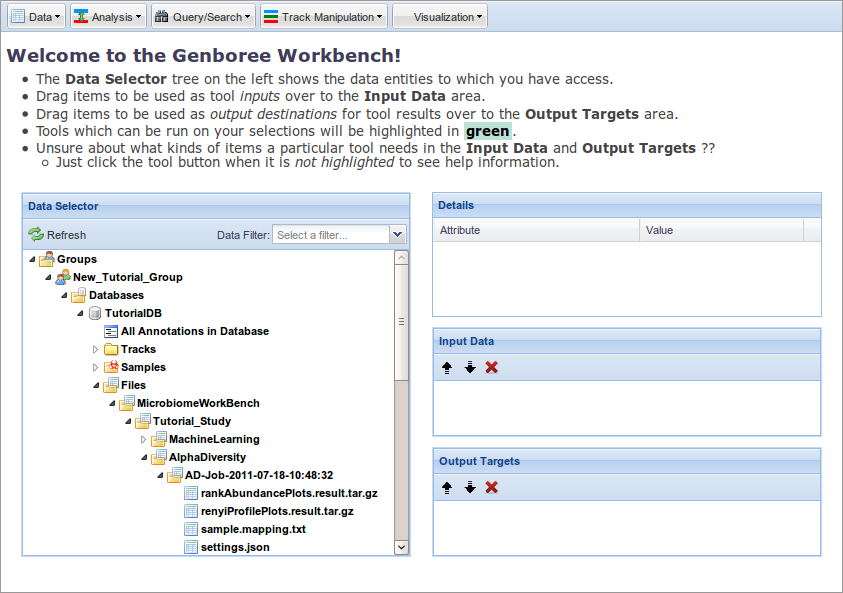 Data Analysis Query/Search Track Manipulation Visualization
Welcome to the Genboree Workbench!
The Data Selector tree on the left shows the data entities to which you have access.
Drag items to be used as tool inputs over to the Input Data area.
Drag items to be used as output destinations for tool results over to the Output Targets area.
Tools which can be run on your selections will be highlighted in green.
Unsure about what kinds of items a particular tool needs in the Input Data and Output Targets ??
Just click the tool button when it is not highlighted to see help information.
Data Selector
Refresh Data Filter: Select a filter...
Groups
New_Tutorial_Group
Databases
TutorialDB
All Annotations in Database
Tracks
Samples
Files
MicrobiomeWorkBench
Tutorial_Study
MachineLearning
AlphaDiversity
AD-Job-2011-07-18-10:48:32
rankAbundancePlots.result.tar.gz
renyiProfilePlots.result.tar.gz
sample.mapping.txt
settings.json
Details
Attribute Value
Input Data
Output Targets